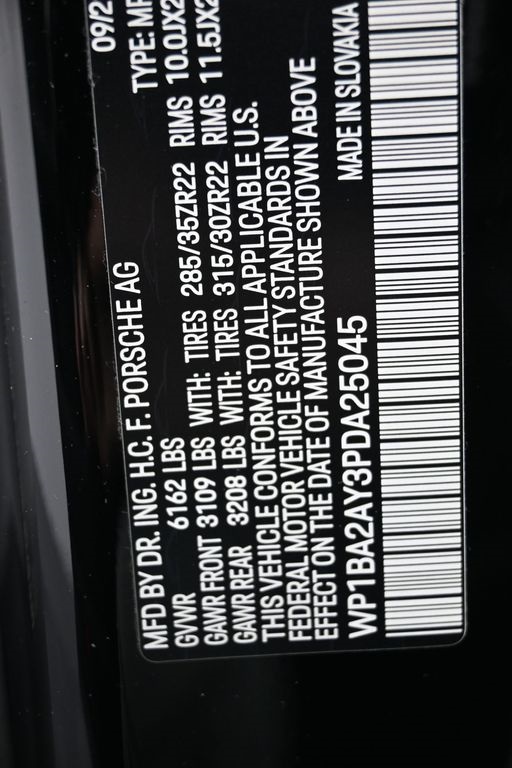 MFD BY DR. ING. H.C. F. PORSCHE AG 09/2
GVWR 6162 LBS TYPE: MP
GAWR FRONT 3109 LBS WITH: TIRES 285/35ZR22 RIMS 10.0JX2
GAWR REAR 3208 LBS WITH: TIRES 315/30ZR22 RIMS 11.5JX2
THIS VEHICLE CONFORMS TO ALL APPLICABLE U.S.
FEDERAL MOTOR VEHICLE SAFETY STANDARDS IN
EFFECT ON THE DATE OF MANUFACTURE SHOWN ABOVE
WP1BA2AY3PDA25045 MADE IN SLOVAKIA